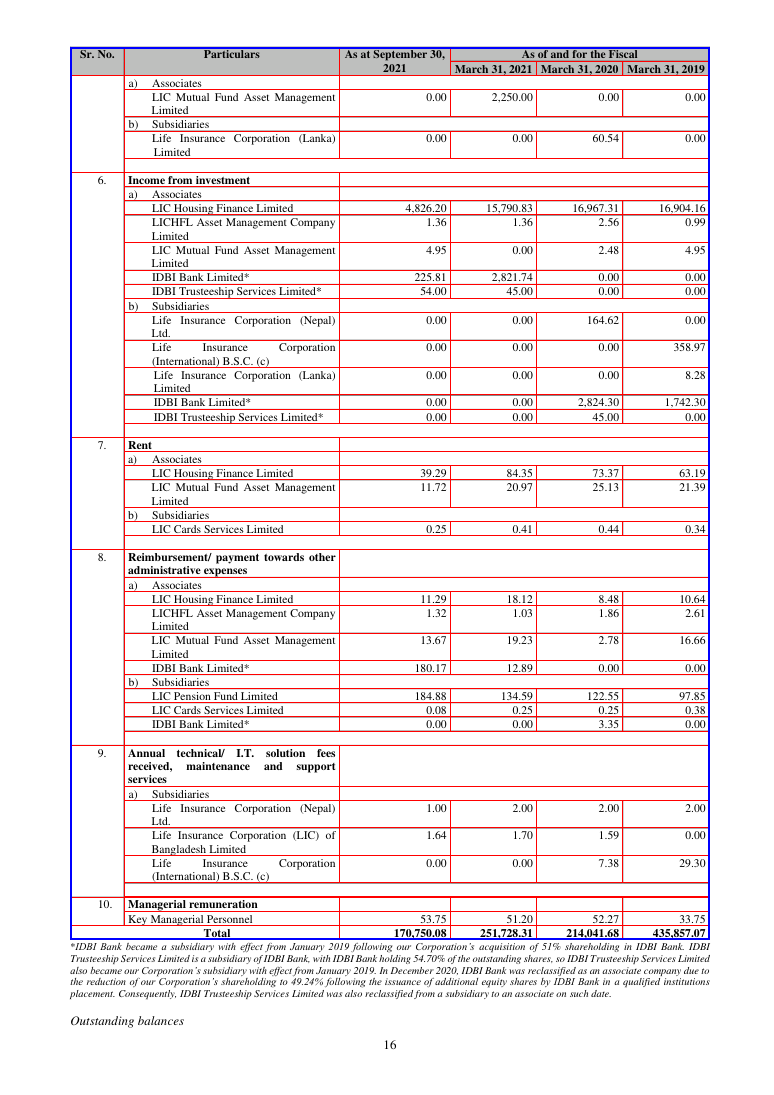 Sr. No. Particulars As at September 30, 2021 As of and for the Fiscal
March 31, 2021 March 31, 2020 March 31, 2019
a) Associates
LIC Mutual Fund Asset Management 0.00 2,250.00 0.00 0.00
Limited
b) Subsidiaries
Life Insurance Corporation (Lanka) 0.00 0.00 60.54 0.00
Limited
6. Income from investment
a) Associates
LIC Housing Finance Limited 4,826.20 15,790.83 16,967.31 16,904.16
LICHFL Asset Management Company 1.36 1.36 2.56 0.99
Limited
LIC Mutual Fund Asset Management 4.95 0.00 2.48 4.95
Limited
IDBI Bank Limited* 225.81 2,821.74 0.00 0.00
IDBI Trusteeship Services Limited* 54.00 45.00 0.00 0.00
b) Subsidiaries
Life Insurance Corporation (Nepal) 0.00 0.00 164.62 0.00
Ltd.
Life Insurance Corporation 0.00 0.00 0.00 358.97
(International) B.S.C. (c)
Life Insurance Corporation (Lanka) 0.00 0.00 0.00 8.28
Limited
IDBI Bank Limited* 0.00 0.00 2,824.30 1,742.30
IDBI Trusteeship Services Limited* 0.00 0.00 45.00 0.00
7. Rent
a) Associates
LIC Housing Finance Limited 39.29 84.35 73.37 63.19
LIC Mutual Fund Asset Management 11.72 20.97 25.13 21.39
Limited
b) Subsidiaries
LIC Cards Services Limited 0.25 0.41 0.44 0.34
8. Reimbursement/ payment towards other
administrative expenses
a) Associates
LIC Housing Finance Limited 11.29 18.12 8.48 10.64
LICHFL Asset Management Company 1.32 1.03 1.86 2.61
Limited
LIC Mutual Fund Asset Management 13.67 19.23 2.78 16.66
Limited
IDBI Bank Limited* 180.17 12.89 0.00 0.00
b) Subsidiaries
LIC Pension Fund Limited 184.88 134.59 122.55 97.85
LIC Cards Services Limited 0.08 0.25 0.25 0.38
IDBI Bank Limited* 0.00 0.00 3.35 0.00
9. Annual technical/ I.T. solution fees
received, maintenance and support
services
a) Subsidiaries
Life Insurance Corporation (Nepal) 1.00 2.00 2.00 2.00
Ltd.
Life Insurance Corporation (LIC) of 1.64 1.70 1.59 0.00
Bangladesh Limited
Life Insurance Corporation 0.00 0.00 7.38 29.30
(International) B.S.C. (c)
10. Managerial remuneration
Key Managerial Personnel 53.75 51.20 52.27 33.75
Total 170,750.08 251,728.31 214,041.68 435,857.07
*IDBI Bank became a subsidiary with effect from January 2019 following our Corporation's acquisition of 51% shareholding in IDBI Bank. IDBI
Trusteeship Services Limited is a subsidiary of IDBI Bank, with IDBI Bank holding 54.70% of the outstanding shares, so IDBI Trusteeship Services Limited
also became our Corporation's subsidiary with effect from January 2019. In December 2020, IDBI Bank was reclassified as an associate company due to
the reduction of our Corporation's shareholding to 49.24% following the issuance of additional equity shares by IDBI Bank in a qualified institutions
placement. Consequently, IDBI Trusteeship Services Limited was also reclassified from a subsidiary to an associate on such date.
Outstanding balances
16